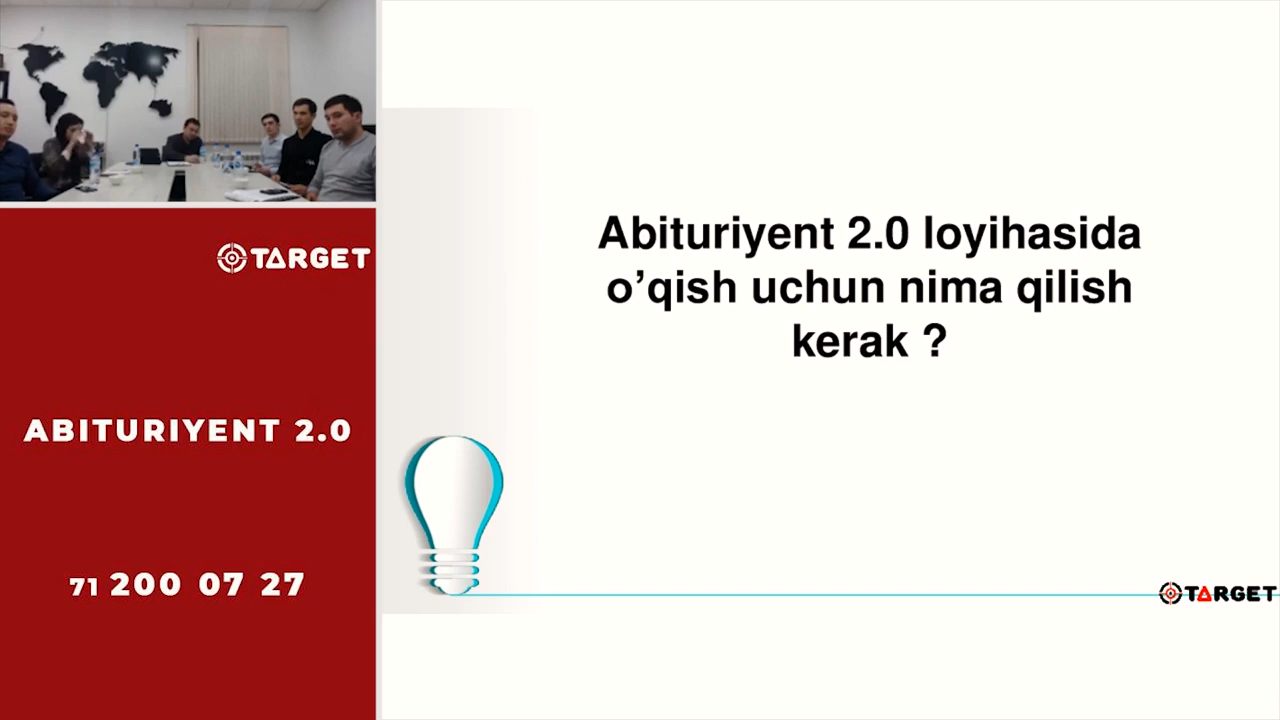 TARGET
ABITURIYENT 2.0
71 200 07 27
Abituriyent 2.0 loyihasida
o’qish uchun nima qilish
kerak ?
TARGET